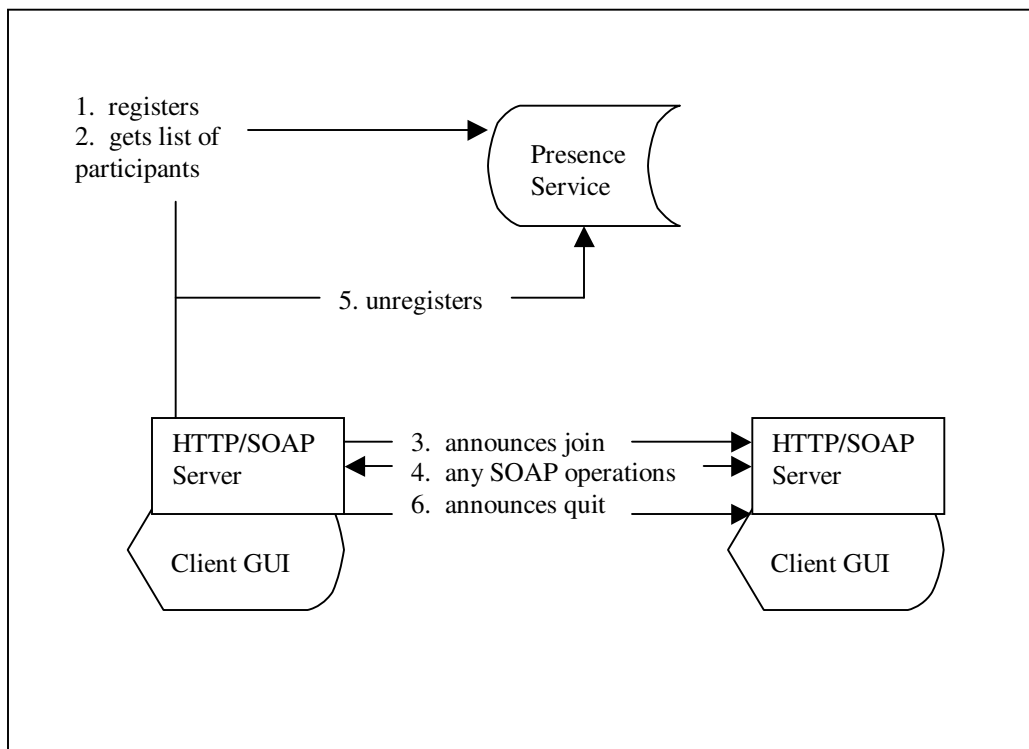 1. registers
2. gets list of
participants
Presence
Service
5. unregisters
HTTP/SOAP
Server
3. announces join
4. any SOAP operations
6. announces quit
HTTP/SOAP
Server
Client GUI
Client GUI